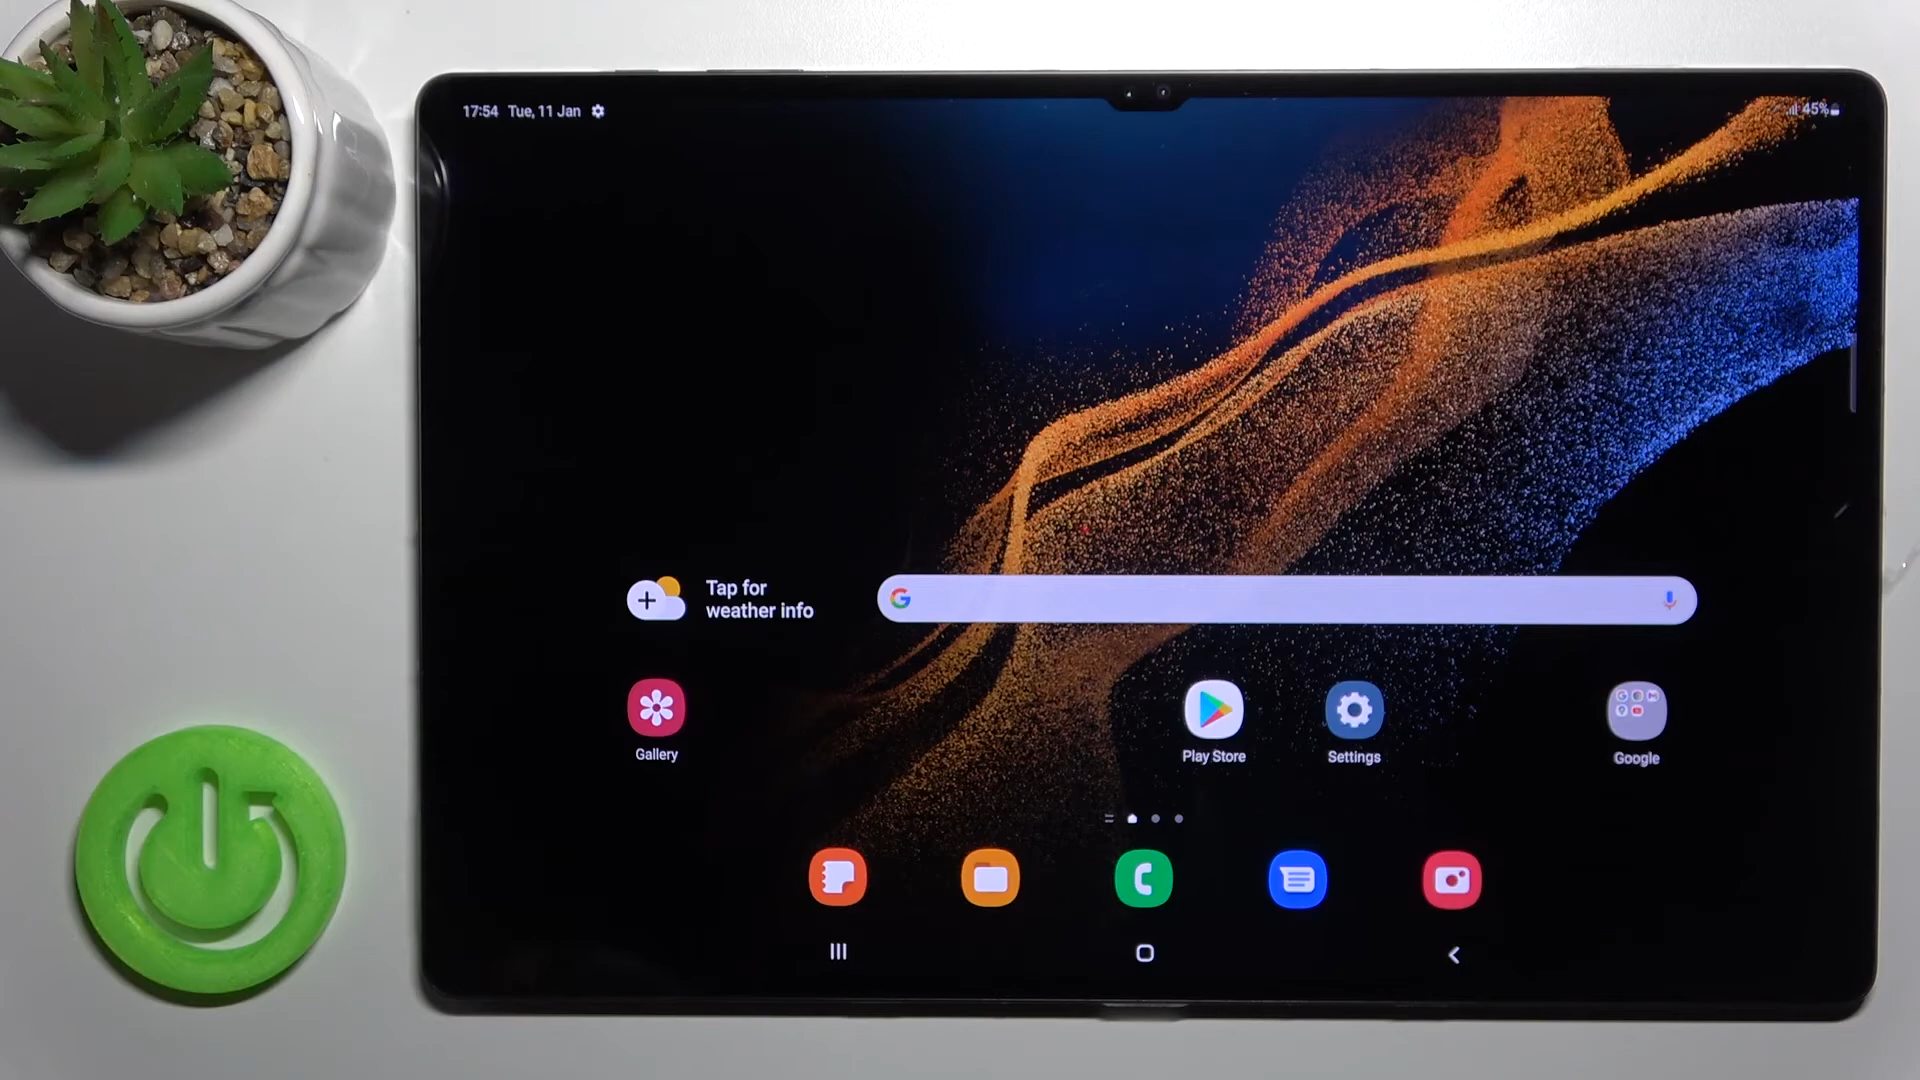 17:54 Tue, 11 Jan
45%
Tap for
weather info
G
Gallery
Play Store
Settings
Google